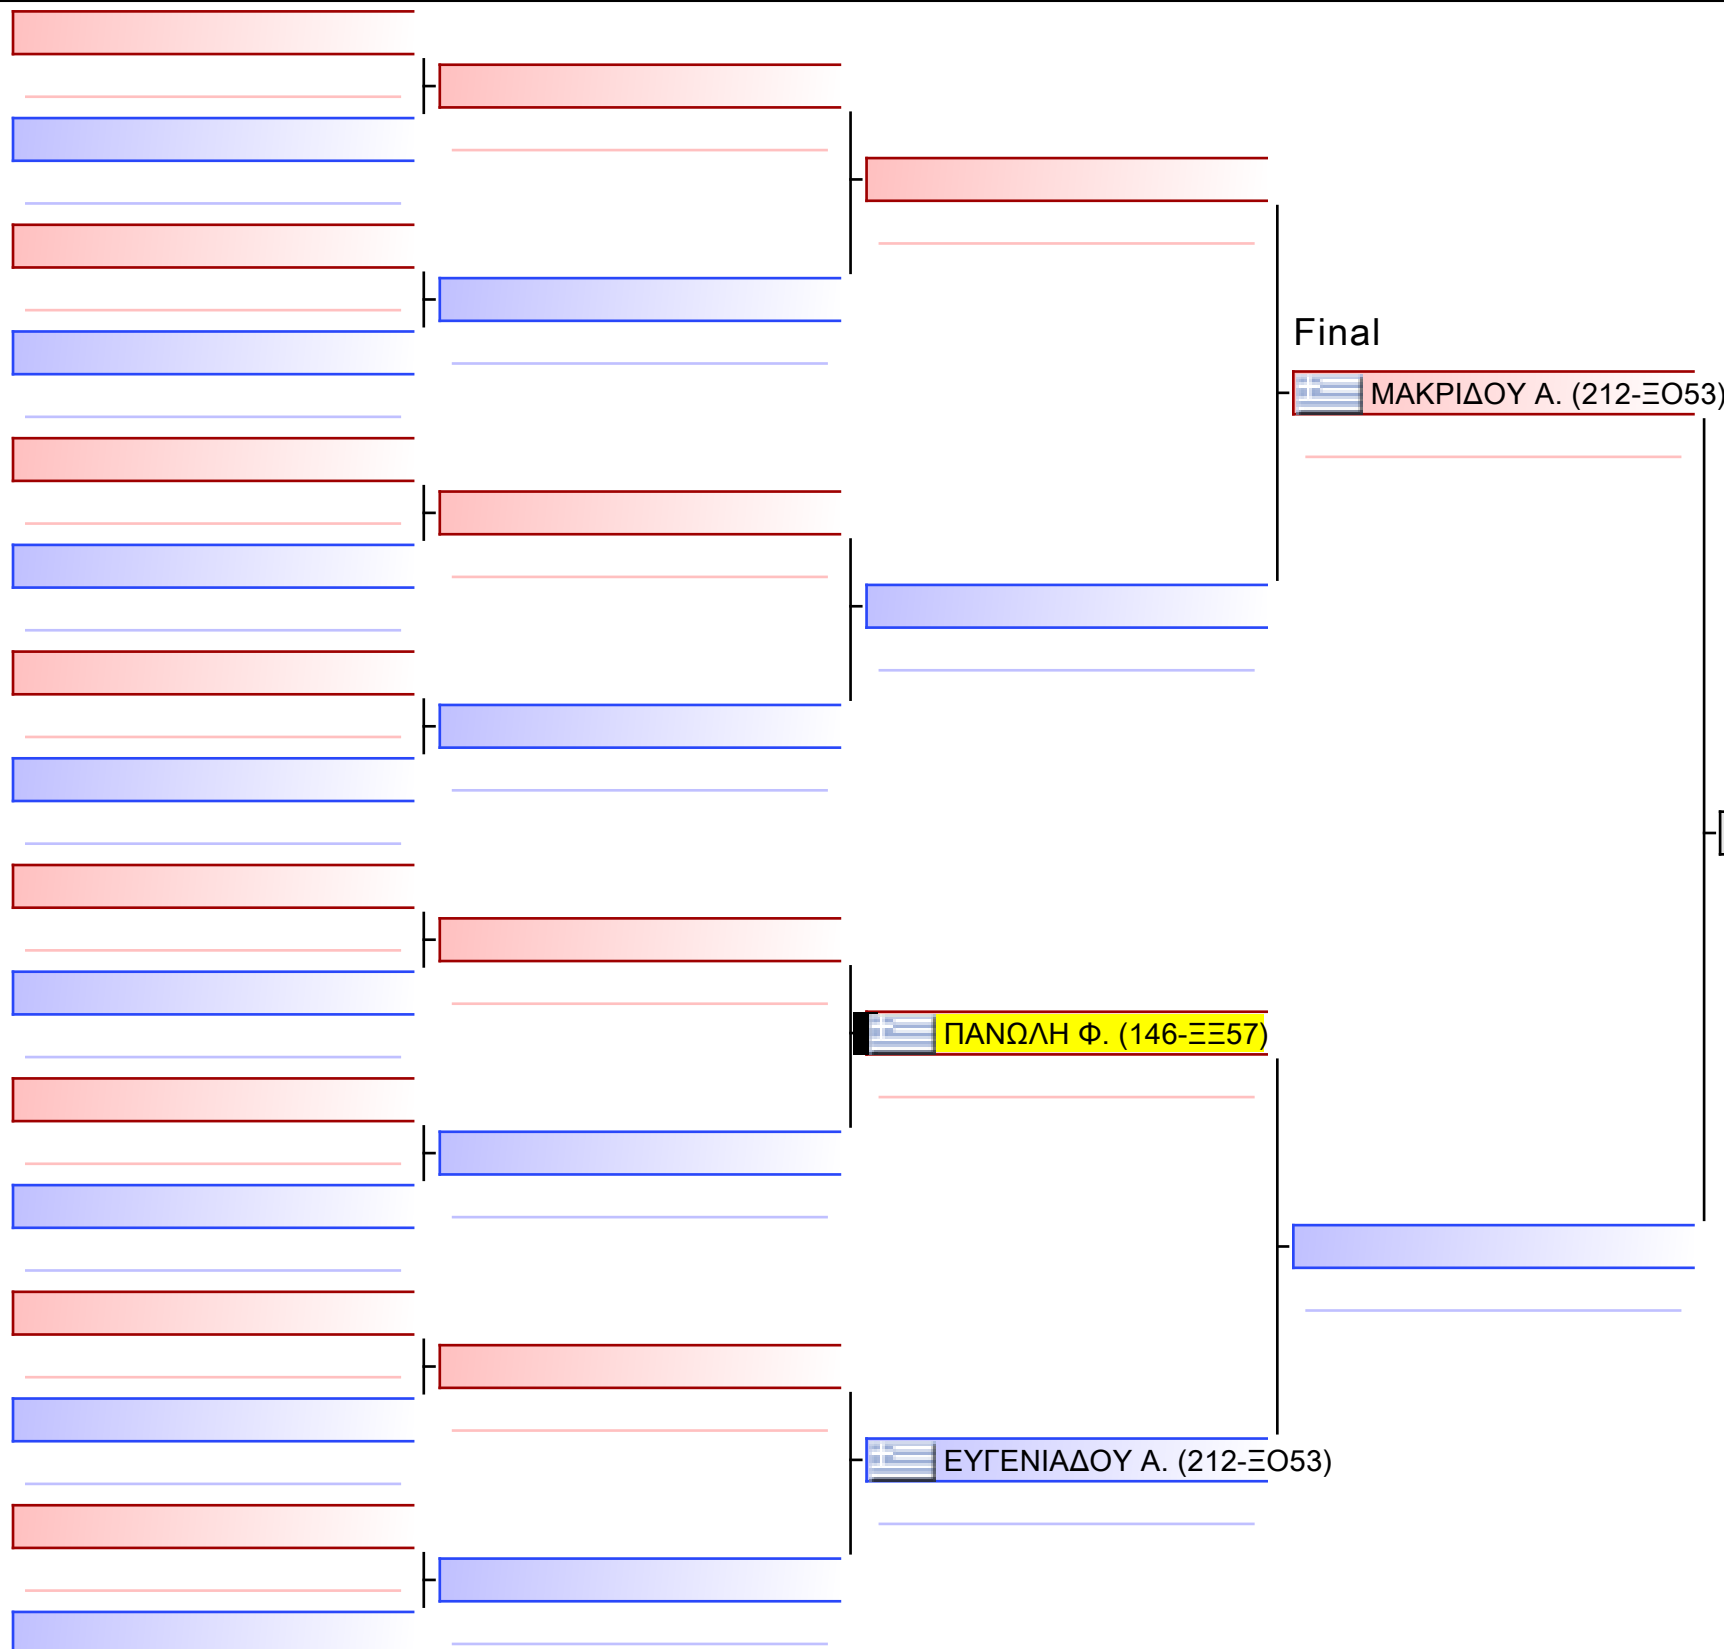 Final
ΜΑΚΡΙΔΟΥ Α. (212-ΞΟ53)
ΠΑΝΩΛΗ Φ. (146-ΞΞ57)
ΕΥΓΕΝΙΑΔΟΥ Α. (212-ΞΟ53)